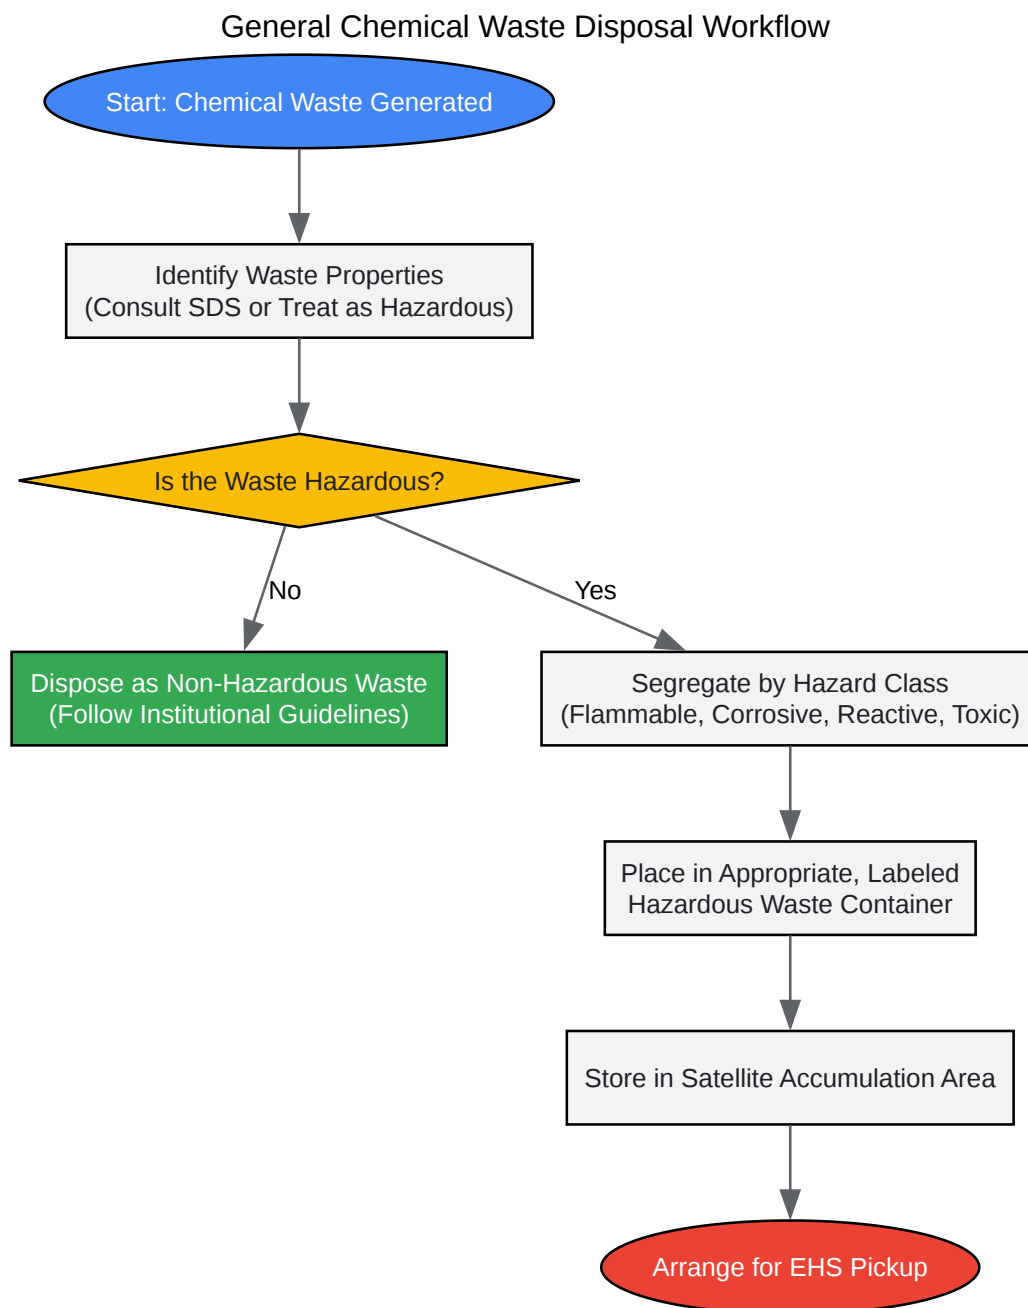 General Chemical Waste Disposal Workflow
Start: Chemical Waste Generated
Identify Waste Properties
(Consult SDS or Treat as Hazardous)
Is the Waste Hazardous?
No
Yes
Dispose as Non-Hazardous Waste
(Follow Institutional Guidelines)
Segregate by Hazard Class
(Flammable, Corrosive, Reactive, Toxic)
Place in Appropriate, Labeled
Hazardous Waste Container
Store in Satellite Accumulation Area
Arrange for EHS Pickup